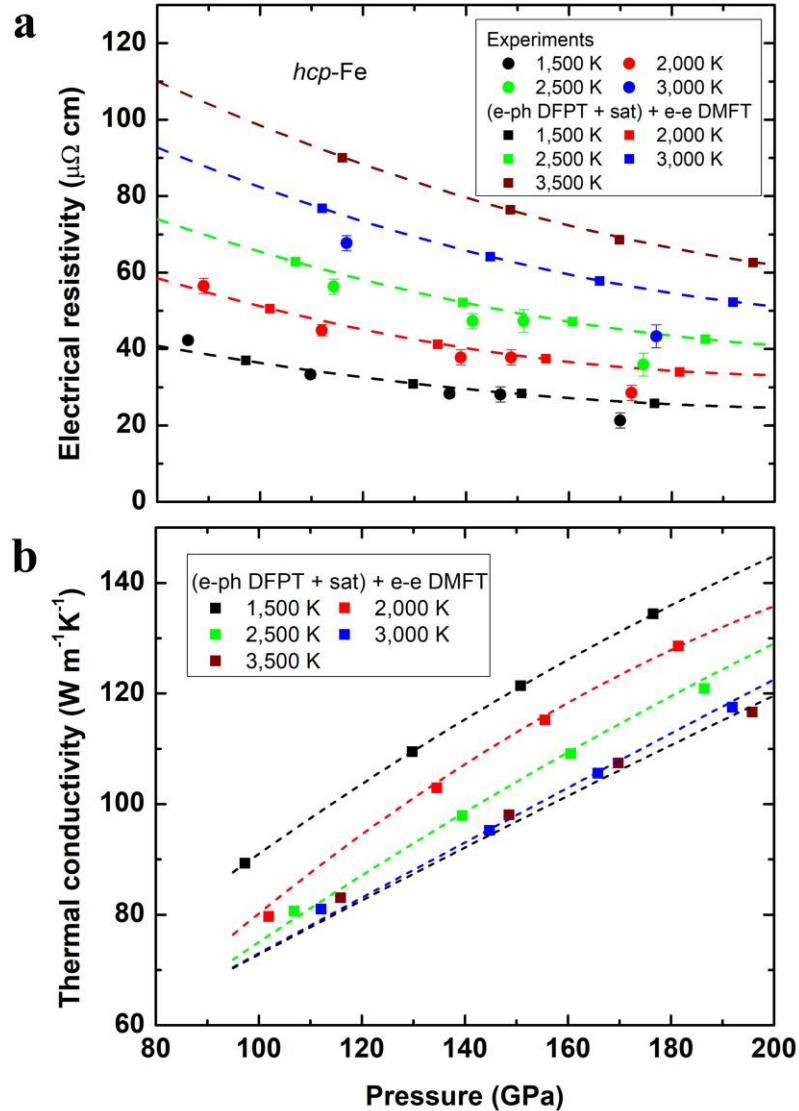 a
120
100
80
60
40
20
0
Electrical resistivity (μΩ cm)
hcp-Fe
Experiments
1,500 K 2,000 K
2,500 K 3,000 K
(e-ph DFPT + sat) + e-e DMFT
1,500 K 2,000 K
2,500 K 3,000 K
3,500 K
b
140
120
100
80
60
Thermal conductivity (W m⁻¹K⁻¹)
(e-ph DFPT + sat) + e-e DMFT
1,500 K 2,000 K
2,500 K 3,000 K
3,500 K
80 100 120 140 160 180 200
Pressure (GPa)